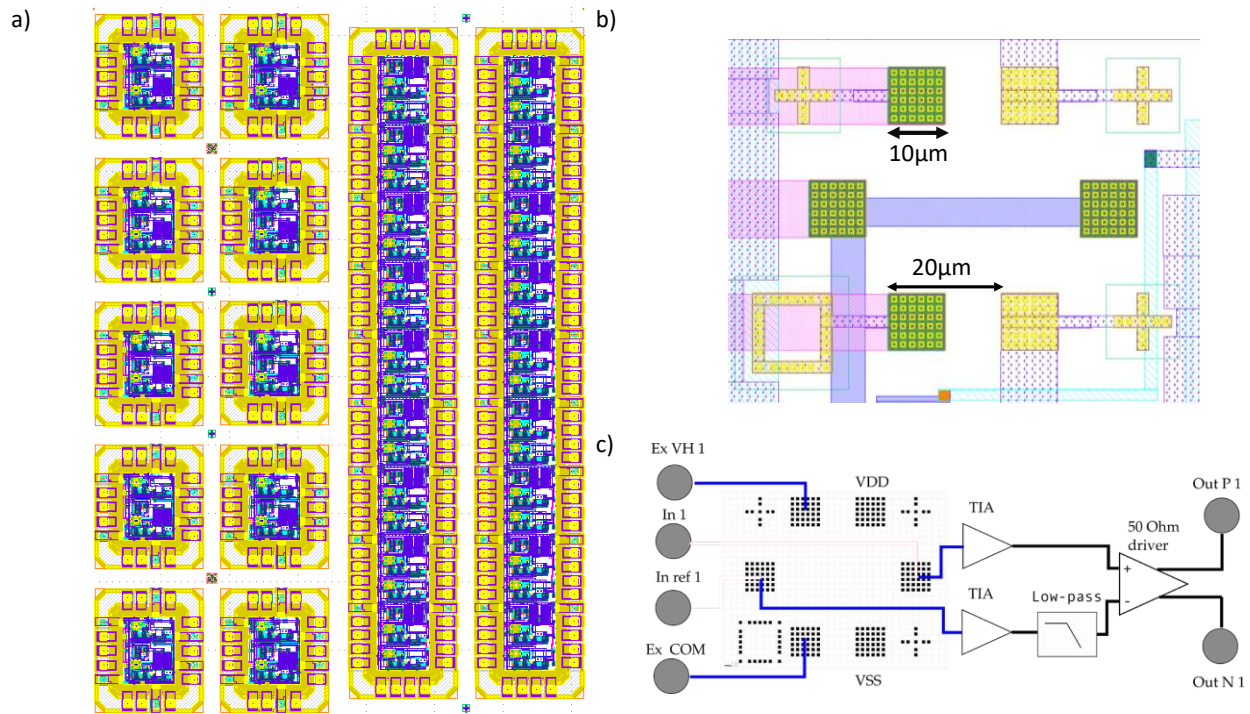 a)
b)
10µm
20µm
c)
Ex VH 1
In 1
In ref 1
Ex COM
VDD
VSS
TIA
TIA
Low-pass
50 Ohm
driver
+
-
Out P 1
Out N 1